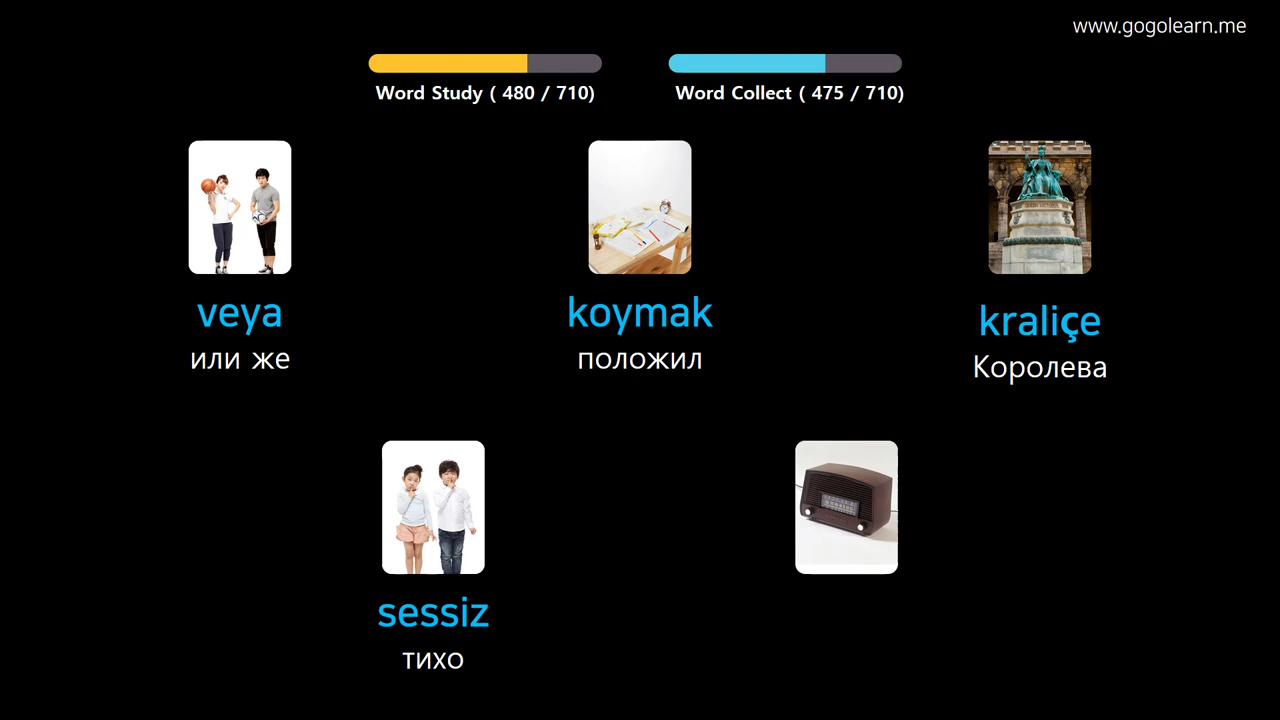 www.gogolearn.me
Word Study ( 480 / 710)
Word Collect ( 475 / 710)
veya
или же
koymak
положил
kraliçe
Королева
sessiz
тихо